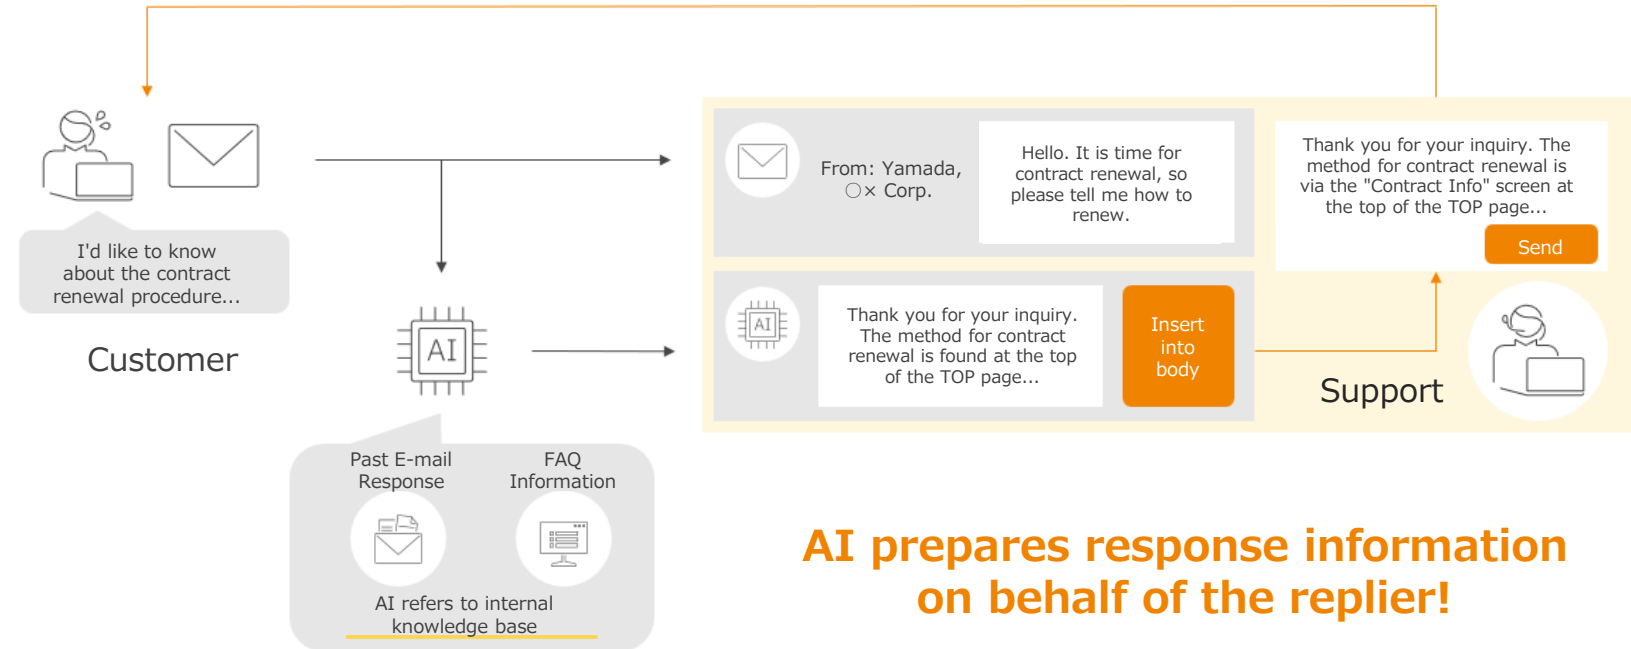 I'd like to know
about the contract
renewal procedure...
Customer
AI
Past E-mail
Response
FAQ
Information
AI refers to internal
knowledge base
From: Yamada,
○× Corp.
Hello. It is time for
contract renewal, so
please tell me how to
renew.
AI
Thank you for your inquiry.
The method for contract
renewal is found at the top
of the TOP page...
Insert
into
body
Thank you for your inquiry. The
method for contract renewal is
via the "Contract Info" screen at
the top of the TOP page...
Send
Support
AI prepares response information
on behalf of the replier!